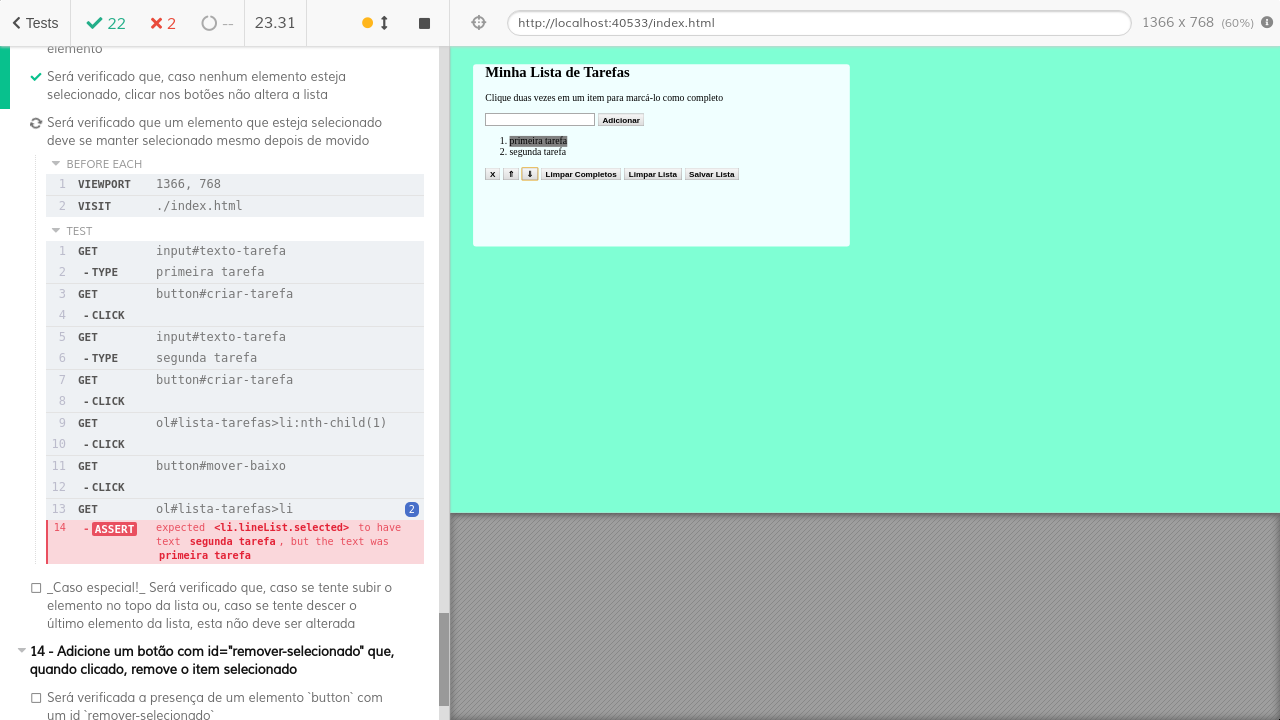 Tests 22 2 -- 23.31
http://localhost:40533/index.html 1366 x 768 (60%)
elemento
Será verificado que, caso nenhum elemento esteja
selecionado, clicar nos botões não altera a lista
Será verificado que um elemento que esteja selecionado
deve se manter selecionado mesmo depois de movido
BEFORE EACH
1 VIEWPORT 1366, 768
2 VISIT ./index.html
TEST
1 GET input#texto-tarefa
2 -TYPE primeira tarefa
3 GET button#criar-tarefa
4 -CLICK
5 GET input#texto-tarefa
6 -TYPE segunda tarefa
7 GET button#criar-tarefa
8 -CLICK
9 GET ol#lista-tarefas>li:nth-child(1)
10 -CLICK
11 GET button#mover-baixo
12 -CLICK
13 GET ol#lista-tarefas>li 2
14 -ASSERT expected <li.lineList.selected> to have
text segunda tarefa, but the text was
primeira tarefa
_Caso especial!_ Será verificado que, caso se tente subir o
elemento no topo da lista ou, caso se tente descer o
último elemento da lista, esta não deve ser alterada
14 - Adicione um botão com id="remover-selecionado" que,
quando clicado, remove o item selecionado
Será verificada a presença de um elemento `button` com
um id `remover-selecionado`
Minha Lista de Tarefas
Clique duas vezes em um item para marcá-lo como completo
Adicionar
1. primeira tarefa
2. segunda tarefa
X ⇑ ⇓ Limpar Completos Limpar Lista Salvar Lista